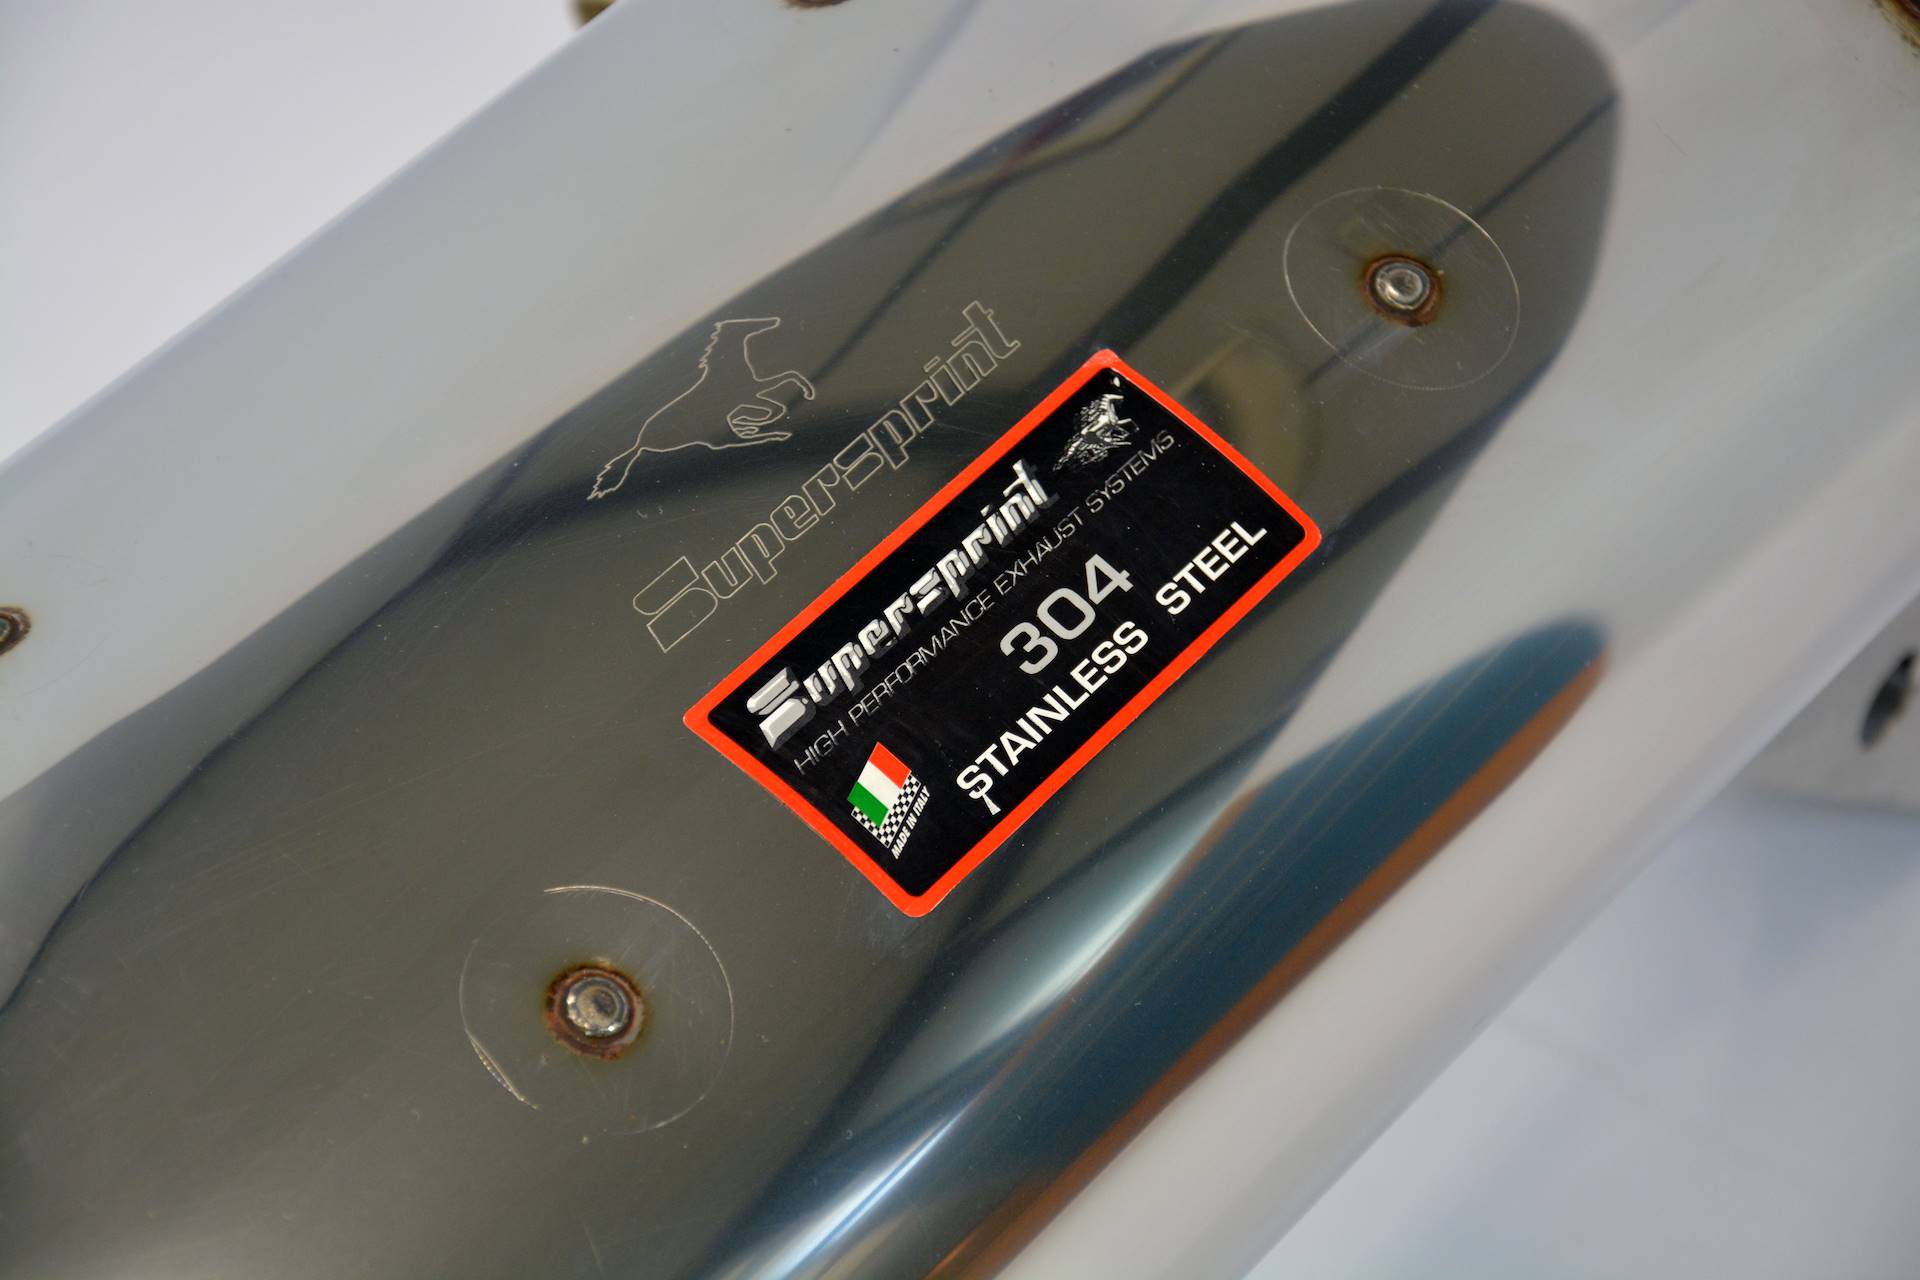 Supersprint
Supersprint
HIGH PERFORMANCE EXHAUST SYSTEMS
304
STAINLESS STEEL
MADE IN ITALY